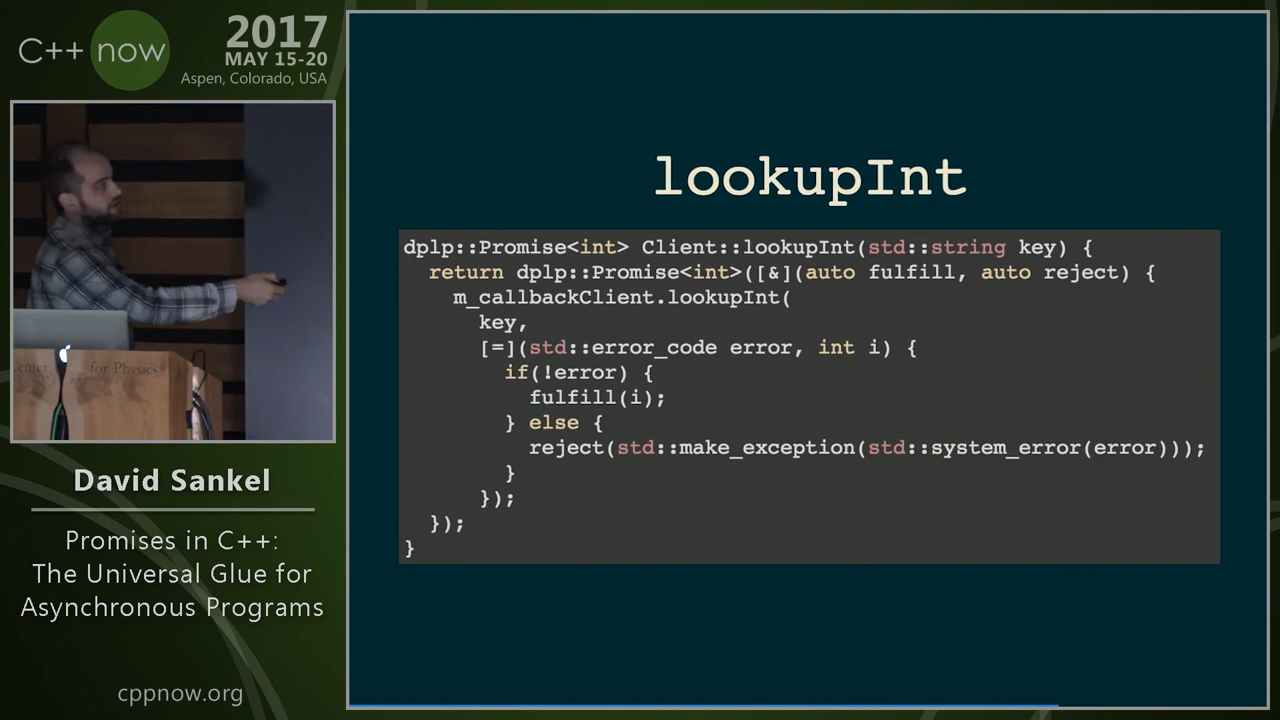 C++ now
2017
MAY 15-20
Aspen, Colorado, USA
for Physics
David Sankel
Promises in C++:
The Universal Glue for
Asynchronous Programs
cppnow.org
lookupInt
dplp::Promise<int> Client::lookupInt(std::string key) {
  return dplp::Promise<int>([&](auto fulfill, auto reject) {
    m_callbackClient.lookupInt(
      key,
      [=](std::error_code error, int i) {
        if(!error) {
          fulfill(i);
        } else {
          reject(std::make_exception(std::system_error(error)));
        }
      });
  });
}